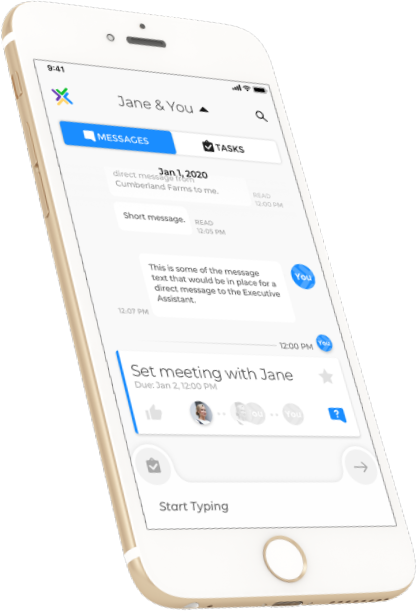 9:41
Jane & You
MESSAGES
TASKS
Jan 1, 2020
direct message from
Cumberland Farms to me.
READ
12:00 PM
Short message.
READ
12:05 PM
This is some of the message
text that would be in place for a
direct message to the Executive
Assistant.
You
12:07 PM
12:00 PM
You
Set meeting with Jane
Due: Jan 2, 12:00 PM
You
You
?
Start Typing